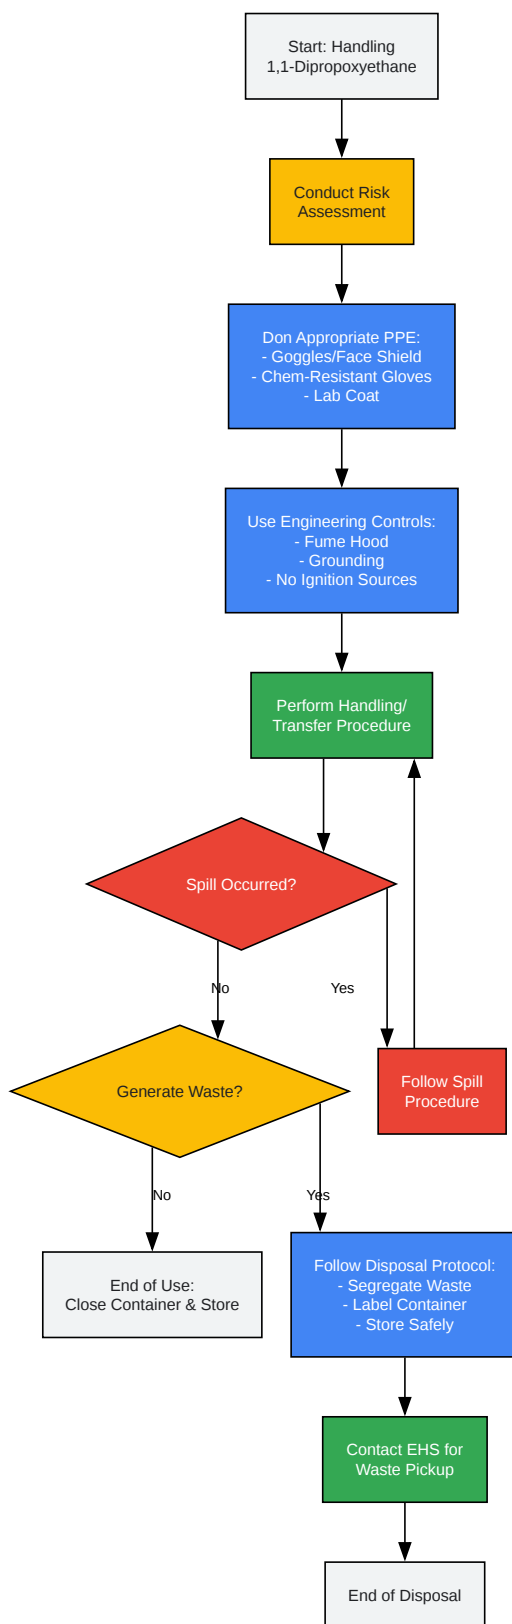 Start: Handling
1,1-Dipropoxyethane
Conduct Risk
Assessment
Don Appropriate PPE:
- Goggles/Face Shield
- Chem-Resistant Gloves
- Lab Coat
Use Engineering Controls:
- Fume Hood
- Grounding
- No Ignition Sources
Perform Handling/
Transfer Procedure
Spill Occurred?
No
Yes
Generate Waste?
Follow Spill
Procedure
No
Yes
End of Use:
Close Container & Store
Follow Disposal Protocol:
- Segregate Waste
- Label Container
- Store Safely
Contact EHS for
Waste Pickup
End of Disposal